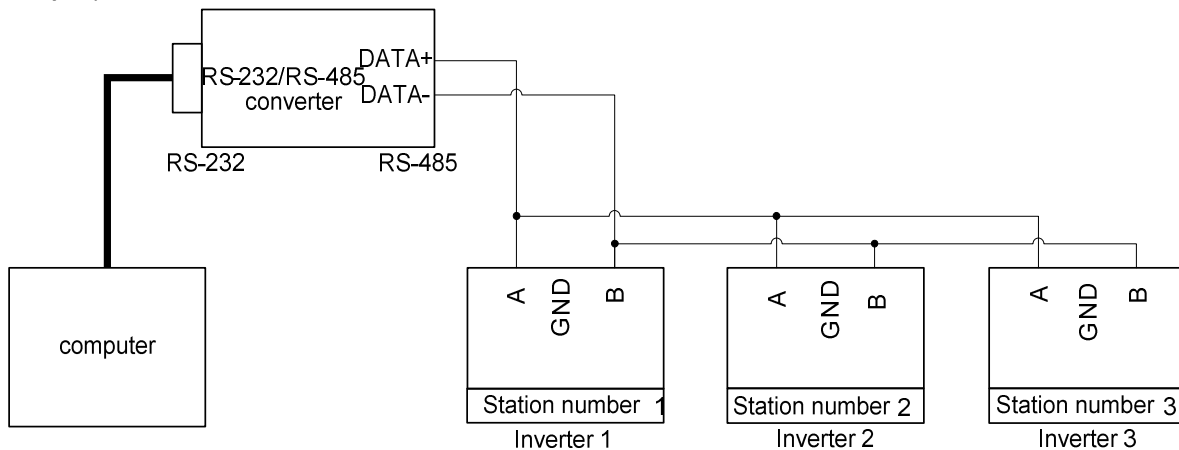 RS-232/RS-485
converter
DATA+
DATA-
RS-232
RS-485
computer
A
GND
B
Station number 1
Inverter 1
A
GND
B
Station number 2
Inverter 2
A
GND
B
Station number 3
Inverter 3